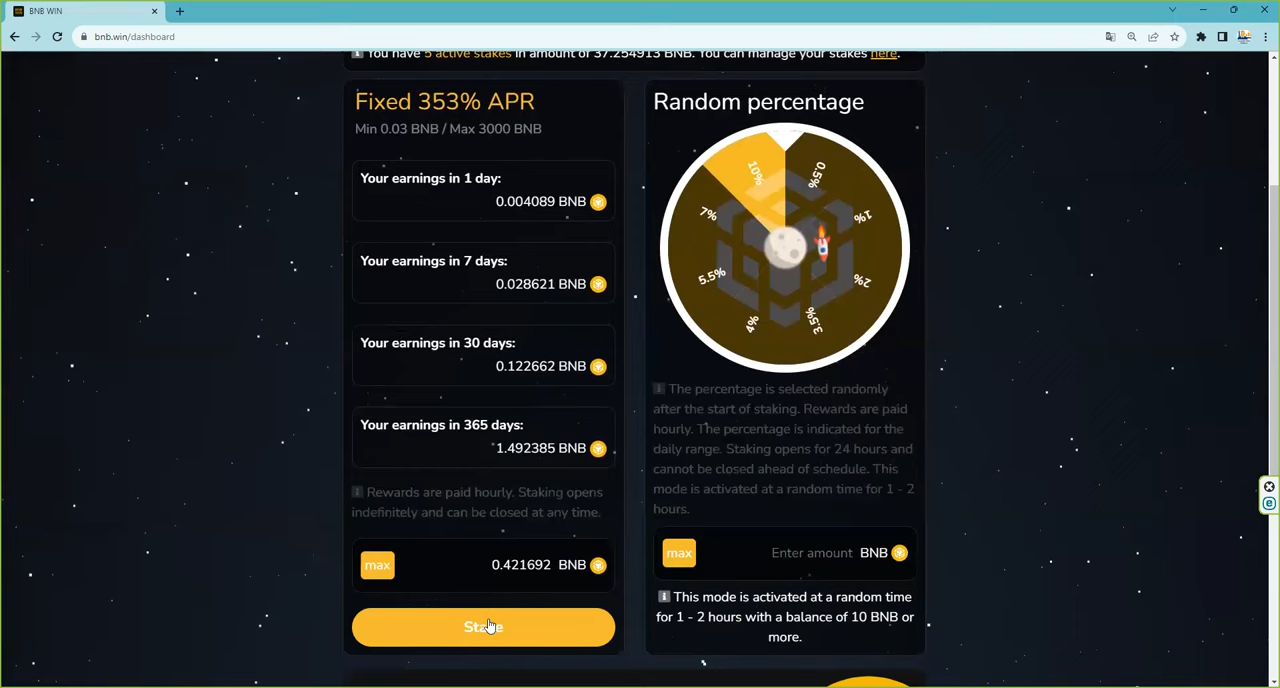 BNB WIN
bnb.win/dashboard
You have 5 active stakes in amount of 37.254913 BNB. You can manage your stakes here.
Fixed 353% APR
Min 0.03 BNB / Max 3000 BNB
Your earnings in 1 day:
0.004089 BNB
Your earnings in 7 days:
0.028621 BNB
Your earnings in 30 days:
0.122662 BNB
Your earnings in 365 days:
1.492385 BNB
Rewards are paid hourly. Staking opens
indefinitely and can be closed at any time.
max
0.421692 BNB
Stake
Random percentage
10%
0.5%
1%
2%
3.5%
4%
5.5%
7%
The percentage is selected randomly
after the start of staking. Rewards are paid
hourly. The percentage is indicated for the
daily range. Staking opens for 24 hours and
cannot be closed ahead of schedule. This
mode is activated at a random time for 1 - 2
hours.
max
Enter amount BNB
This mode is activated at a random time
for 1 - 2 hours with a balance of 10 BNB or
more.